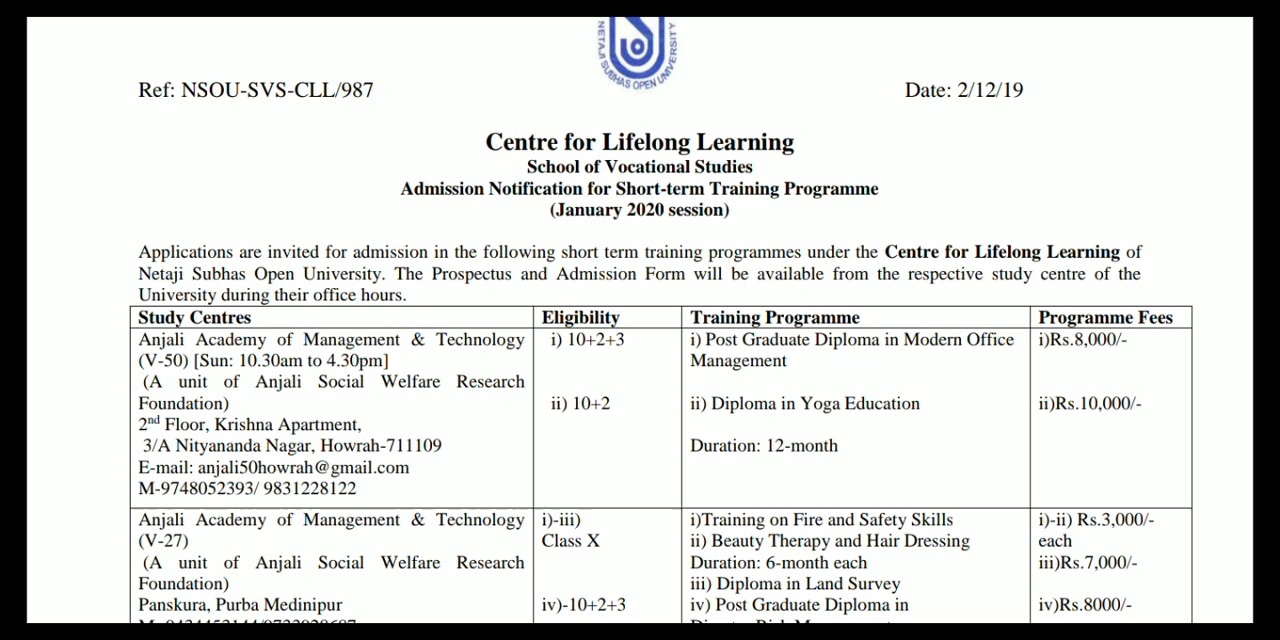 NETAJI SUBHAS OPEN UNIVERSITY
Ref: NSOU-SVS-CLL/987 Date: 2/12/19
Centre for Lifelong Learning
School of Vocational Studies
Admission Notification for Short-term Training Programme
(January 2020 session)
Applications are invited for admission in the following short term training programmes under the Centre for Lifelong Learning of
Netaji Subhas Open University. The Prospectus and Admission Form will be available from the respective study centre of the
University during their office hours.
Study Centres Eligibility Training Programme Programme Fees
Anjali Academy of Management & Technology i) 10+2+3 i) Post Graduate Diploma in Modern Office i)Rs.8,000/-
(V-50) [Sun: 10.30am to 4.30pm] Management
(A unit of Anjali Social Welfare Research
Foundation) ii) 10+2 ii) Diploma in Yoga Education ii)Rs.10,000/-
2nd Floor, Krishna Apartment,
3/A Nityananda Nagar, Howrah-711109 Duration: 12-month
E-mail: anjali50howrah@gmail.com
M-9748052393/ 9831228122
Anjali Academy of Management & Technology i)-iii) i)Training on Fire and Safety Skills i)-ii) Rs.3,000/-
(V-27) Class X ii) Beauty Therapy and Hair Dressing each
(A unit of Anjali Social Welfare Research Duration: 6-month each iii)Rs.7,000/-
Foundation) iii) Diploma in Land Survey
Panskura, Purba Medinipur iv)-10+2+3 iv) Post Graduate Diploma in iv)Rs.8000/-